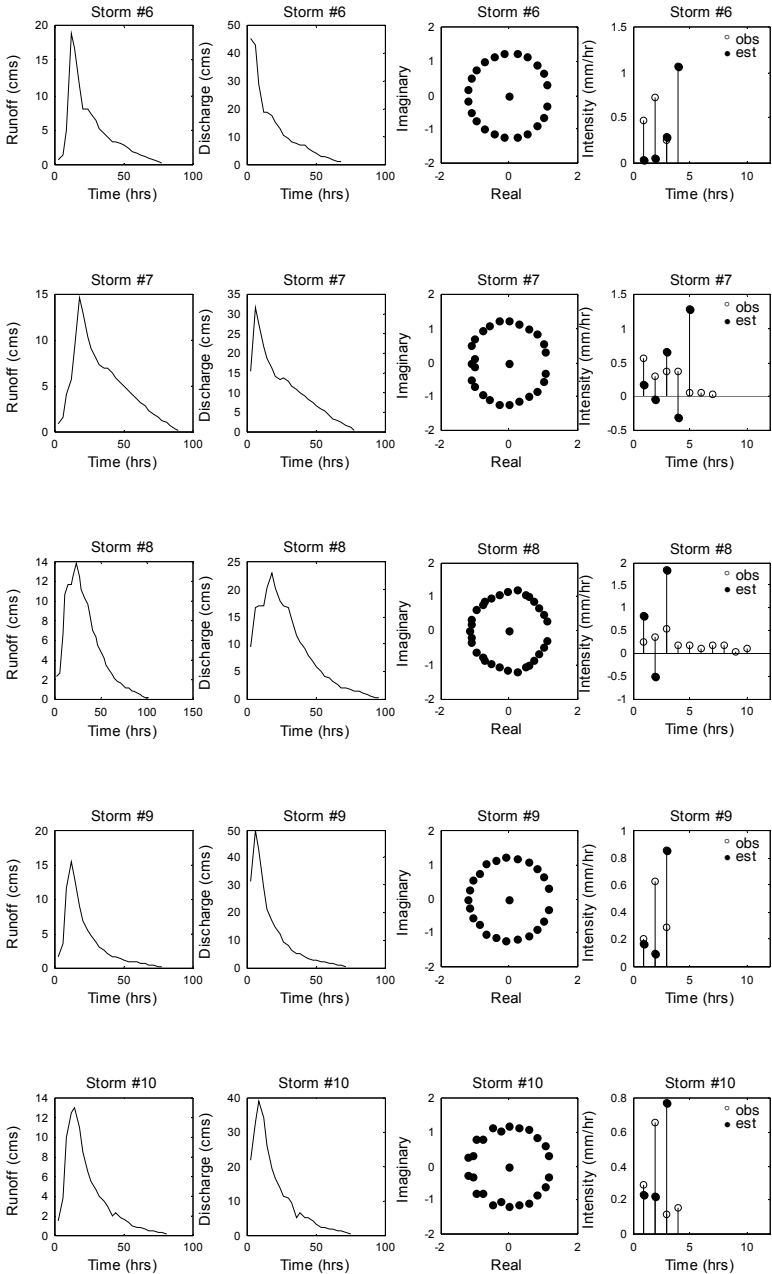 Storm #6
Runoff (cms)
20
15
10
5
0
0 50 100
Time (hrs)
Storm #6
Discharge (cms)
50
40
30
20
10
0
0 50 100
Time (hrs)
Storm #6
Imaginary
2
1
0
-1
-2
-2 0 2
Real
Storm #6
Intensity (mm/hr)
1.5
1
0.5
0
obs
est
0 5 10
Time (hrs)
Storm #7
Runoff (cms)
15
10
5
0
0 50 100
Time (hrs)
Storm #7
Discharge (cms)
35
30
25
20
15
10
5
0
0 50 100
Time (hrs)
Storm #7
Imaginary
2
1
0
-1
-2
-2 0 2
Real
Storm #7
Intensity (mm/hr)
1.5
1
0.5
0
-0.5
obs
est
0 5 10
Time (hrs)
Storm #8
Runoff (cms)
14
12
10
8
6
4
2
0
0 50 100 150
Time (hrs)
Storm #8
Discharge (cms)
25
20
15
10
5
0
0 50 100
Time (hrs)
Storm #8
Imaginary
2
1
0
-1
-2
-2 0 2
Real
Storm #8
Intensity (mm/hr)
2
1.5
1
0.5
0
-0.5
-1
obs
est
0 5 10
Time (hrs)
Storm #9
Runoff (cms)
20
15
10
5
0
0 50 100
Time (hrs)
Storm #9
Discharge (cms)
50
40
30
20
10
0
0 50 100
Time (hrs)
Storm #9
Imaginary
2
1
0
-1
-2
-2 0 2
Real
Storm #9
Intensity (mm/hr)
1
0.8
0.6
0.4
0.2
0
obs
est
0 5 10
Time (hrs)
Storm #10
Runoff (cms)
14
12
10
8
6
4
2
0
0 50 100
Time (hrs)
Storm #10
Discharge (cms)
40
30
20
10
0
0 50 100
Time (hrs)
Storm #10
Imaginary
2
1
0
-1
-2
-2 0 2
Real
Storm #10
Intensity (mm/hr)
0.8
0.6
0.4
0.2
0
obs
est
0 5 10
Time (hrs)